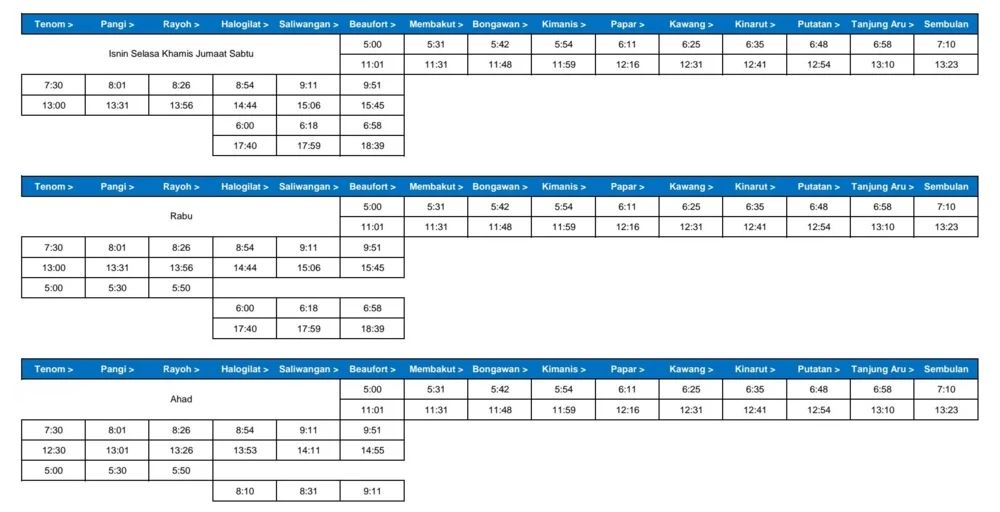 Tenom > Pangi > Rayoh > Halogilat > Saliwangan > Beaufort > Membakut > Bongawan > Kimanis > Papar > Kawang > Kinarut > Putatan > Tanjung Aru > Sembulan
5:00 5:31 5:42 5:54 6:11 6:25 6:35 6:48 6:58 7:10
Isnin Selasa Khamis Jumaat Sabtu
11:01 11:31 11:48 11:59 12:16 12:31 12:41 12:54 13:10 13:23
7:30 8:01 8:26 8:54 9:11 9:51
13:00 13:31 13:56 14:44 15:06 15:45
6:00 6:18 6:58
17:40 17:59 18:39
Tenom > Pangi > Rayoh > Halogilat > Saliwangan > Beaufort > Membakut > Bongawan > Kimanis > Papar > Kawang > Kinarut > Putatan > Tanjung Aru > Sembulan
5:00 5:31 5:42 5:54 6:11 6:25 6:35 6:48 6:58 7:10
Rabu
11:01 11:31 11:48 11:59 12:16 12:31 12:41 12:54 13:10 13:23
7:30 8:01 8:26 8:54 9:11 9:51
13:00 13:31 13:56 14:44 15:06 15:45
5:00 5:30 5:50
6:00 6:18 6:58
17:40 17:59 18:39
Tenom > Pangi > Rayoh > Halogilat > Saliwangan > Beaufort > Membakut > Bongawan > Kimanis > Papar > Kawang > Kinarut > Putatan > Tanjung Aru > Sembulan
5:00 5:31 5:42 5:54 6:11 6:25 6:35 6:48 6:58 7:10
Ahad
11:01 11:31 11:48 11:59 12:16 12:31 12:41 12:54 13:10 13:23
7:30 8:01 8:26 8:54 9:11 9:51
12:30 13:01 13:26 13:53 14:11 14:55
5:00 5:30 5:50
8:10 8:31 9:11